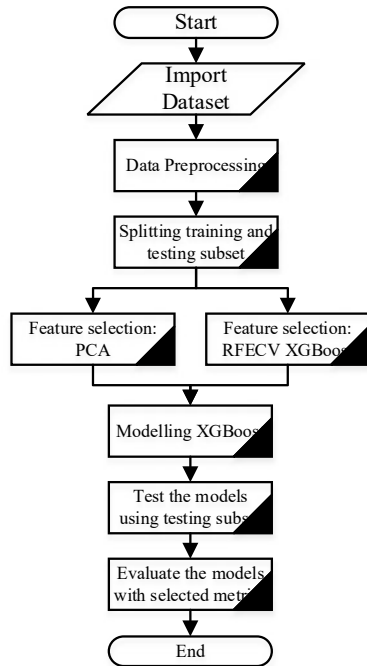 Start
Import
Dataset
Data Preprocessing
Splitting training and
testing subset
Feature selection:
PCA
Feature selection:
RFECV XGBoos
Modelling XGBoos
Test the models
using testing subs
Evaluate the models
with selected metri
End